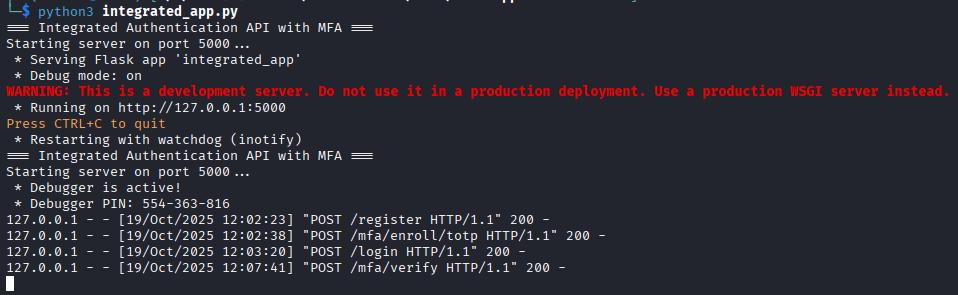 └─$ python3 integrated_app.py
=== Integrated Authentication API with MFA ===
Starting server on port 5000...
 * Serving Flask app 'integrated_app'
 * Debug mode: on
WARNING: This is a development server. Do not use it in a production deployment. Use a production WSGI server instead.
 * Running on http://127.0.0.1:5000
Press CTRL+C to quit
 * Restarting with watchdog (inotify)
=== Integrated Authentication API with MFA ===
Starting server on port 5000...
 * Debugger is active!
 * Debugger PIN: 554-363-816
127.0.0.1 - - [19/Oct/2025 12:02:23] "POST /register HTTP/1.1" 200 -
127.0.0.1 - - [19/Oct/2025 12:02:38] "POST /mfa/enroll/totp HTTP/1.1" 200 -
127.0.0.1 - - [19/Oct/2025 12:03:20] "POST /login HTTP/1.1" 200 -
127.0.0.1 - - [19/Oct/2025 12:07:41] "POST /mfa/verify HTTP/1.1" 200 -